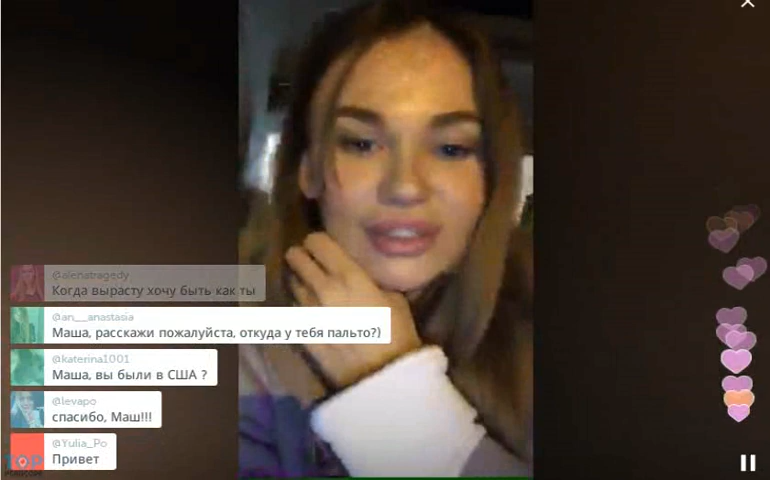 @alenatragedy
Когда вырасту хочу быть как ты
@an__anastasia
Маша, расскажи пожалуйста, откуда у тебя пальто?)
@katerina1001
Маша, вы были в США ?
@levapo
спасибо, Маш!!!
@Yulia_Po
Привет